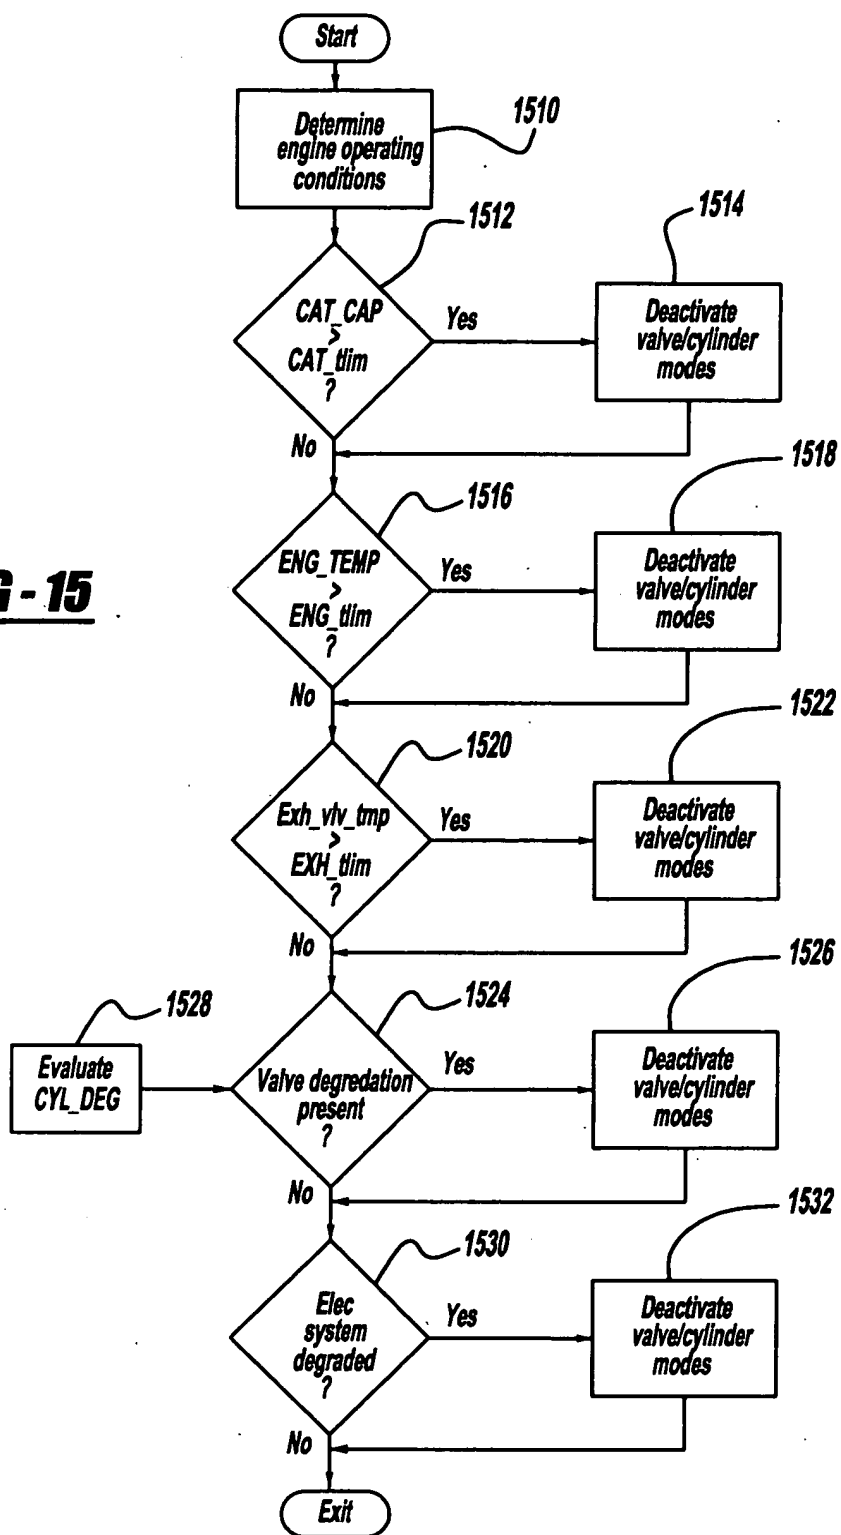 Start
Determine
engine operating
conditions
1510
1512
1514
CAT_CAP
>
CAT_tlim
?
Yes
Deactivate
valve/cylinder
modes
No
1516
1518
ENG_TEMP
>
ENG_tlim
?
Yes
Deactivate
valve/cylinder
modes
G - 15
No
1520
1522
Exh_vlv_tmp
>
EXH_tlim
?
Yes
Deactivate
valve/cylinder
modes
No
1524
1526
1528
Evaluate
CYL_DEG
Valve degredation
present
?
Yes
Deactivate
valve/cylinder
modes
No
1530
1532
Elec
system
degraded
?
Yes
Deactivate
valve/cylinder
modes
No
Exit